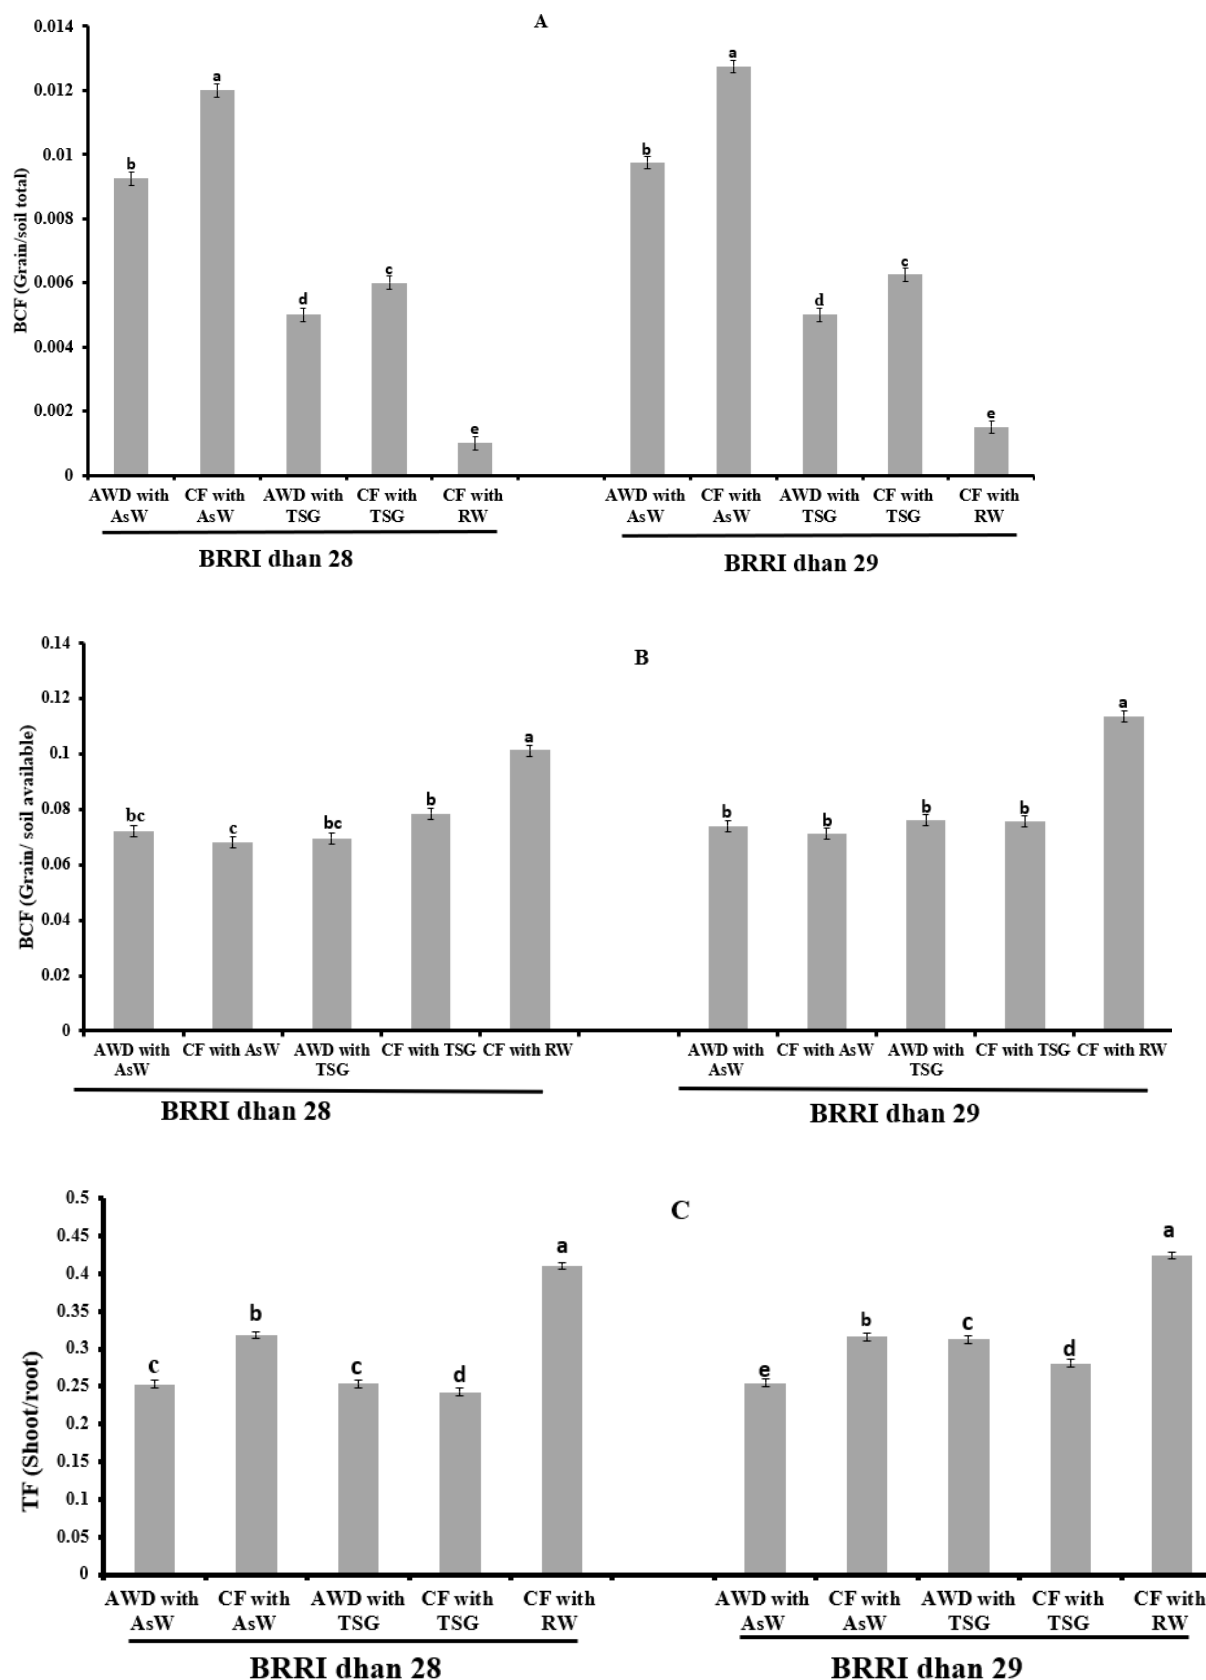 A
0.014
0.012
0.01
0.008
0.006
0.004
0.002
0
BCF (Grain/soil total)
b
a
d
c
e
b
a
d
c
e
AWD with AsW
CF with AsW
AWD with TSG
CF with TSG
CF with RW
AWD with AsW
CF with AsW
AWD with TSG
CF with TSG
CF with RW
BRRI dhan 28
BRRI dhan 29
B
0.14
0.12
0.1
0.08
0.06
0.04
0.02
0
BCF (Grain/ soil available)
bc
c
bc
b
a
b
b
b
b
a
AWD with AsW
CF with AsW
AWD with TSG
CF with TSG
CF with RW
AWD with AsW
CF with AsW
AWD with TSG
CF with TSG
CF with RW
BRRI dhan 28
BRRI dhan 29
C
0.5
0.45
0.4
0.35
0.3
0.25
0.2
0.15
0.1
0.05
0
TF (Shoot/root)
c
b
c
d
a
e
b
c
d
a
AWD with AsW
CF with AsW
AWD with TSG
CF with TSG
CF with RW
AWD with AsW
CF with AsW
AWD with TSG
CF with TSG
CF with RW
BRRI dhan 28
BRRI dhan 29